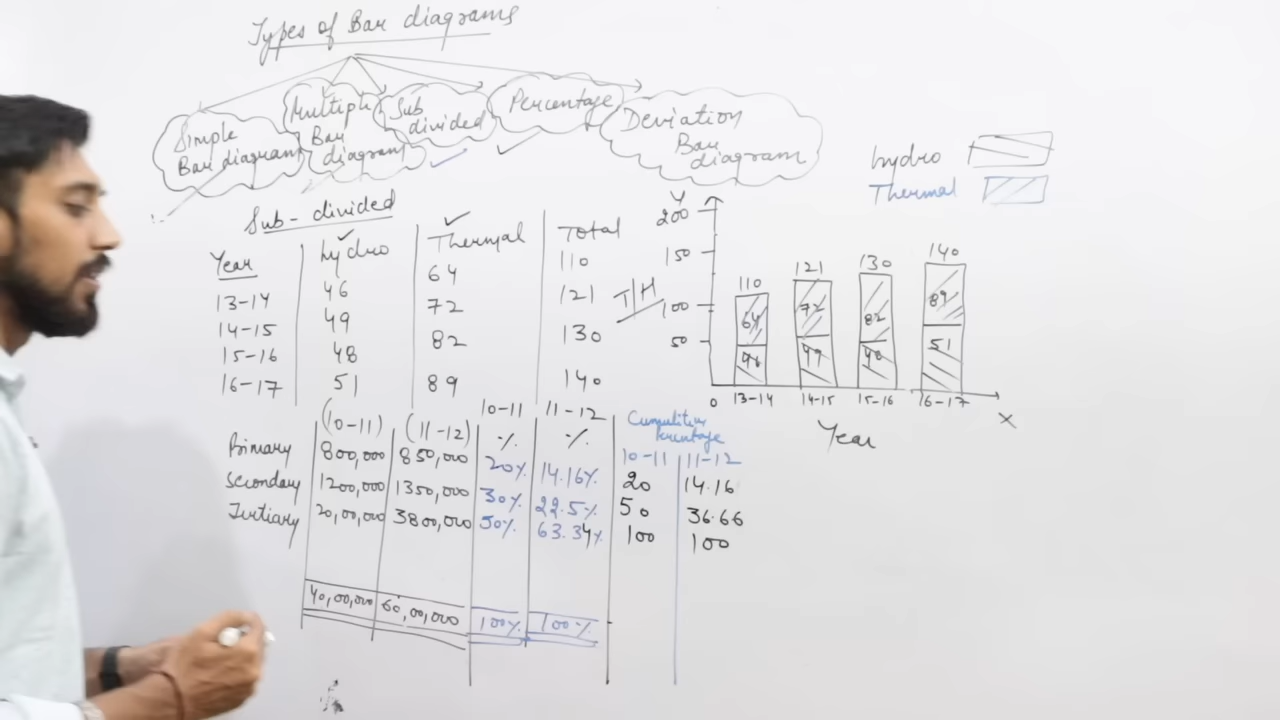 Types of Bar diagrams
Simple Bar diagram
Multiple Bar diagram
Sub divided
Percentage
Deviation Bar diagram
hydro
Thermal
Sub-divided
Year hydro Thermal Total
13-14 46 64 110
14-15 49 72 121
15-16 48 82 130
16-17 51 89 140
Y
200
150
100
50
0
T/H
110 121 130 140
64 72 82 89
46 49 48 51
13-14 14-15 15-16 16-17
X
Year
(10-11) (11-12) 10-11 11-12 Cumulitive
% %
10-11 11-12
Primary 800,000 850,000 20% 14.16% 20 14.16
Secondary 1200,000 1350,000 30% 22.5% 50 36.66
Tertiary 20,00,000 3800,000 50% 63.34% 100 100
40,00,000 60,00,000 100% 100%